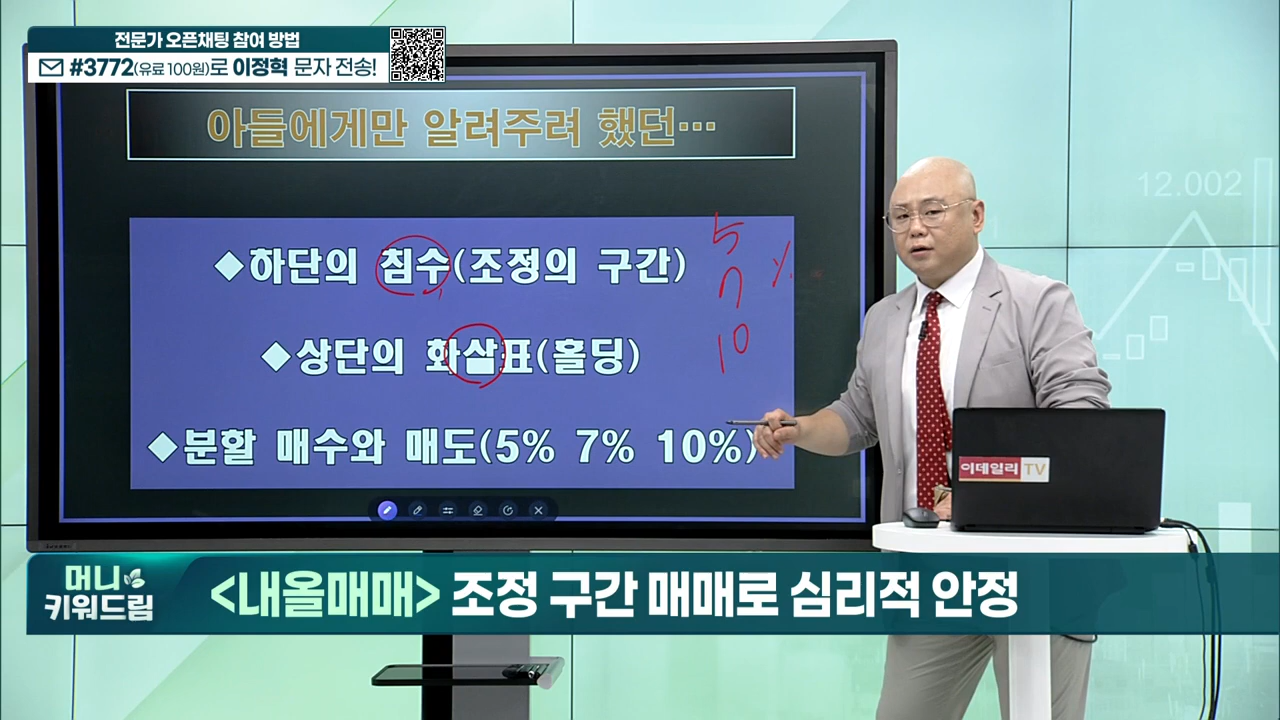 전문가 오픈채팅 참여 방법
#3772(유료 100원)로 이정혁 문자 전송!
아들에게만 알려주려 했던…
12.002
◆하단의 침수(조정의 구간)
5
7 %
10
◆상단의 화살표(홀딩)
◆분할 매수와 매도(5% 7% 10%)
이데일리 TV
머니
키워드림
<내올매매> 조정 구간 매매로 심리적 안정